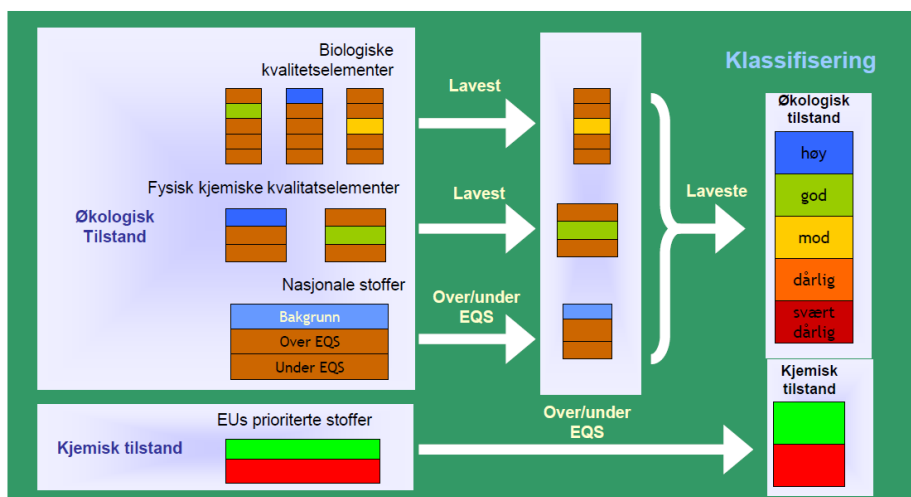 Biologiske
kvalitetselementer
Lavest
Klassifisering
Økologisk
tilstand
høy
god
mod
dårlig
svært
dårlig
Fysisk kjemiske kvalitatselementer
Lavest
Økologisk
Tilstand
Laveste
Nasjonale stoffer
Bakgrunn
Over EQS
Under EQS
Over/under
EQS
Kjemisk
tilstand
EUs prioriterte stoffer
Kjemisk tilstand
Over/under
EQS